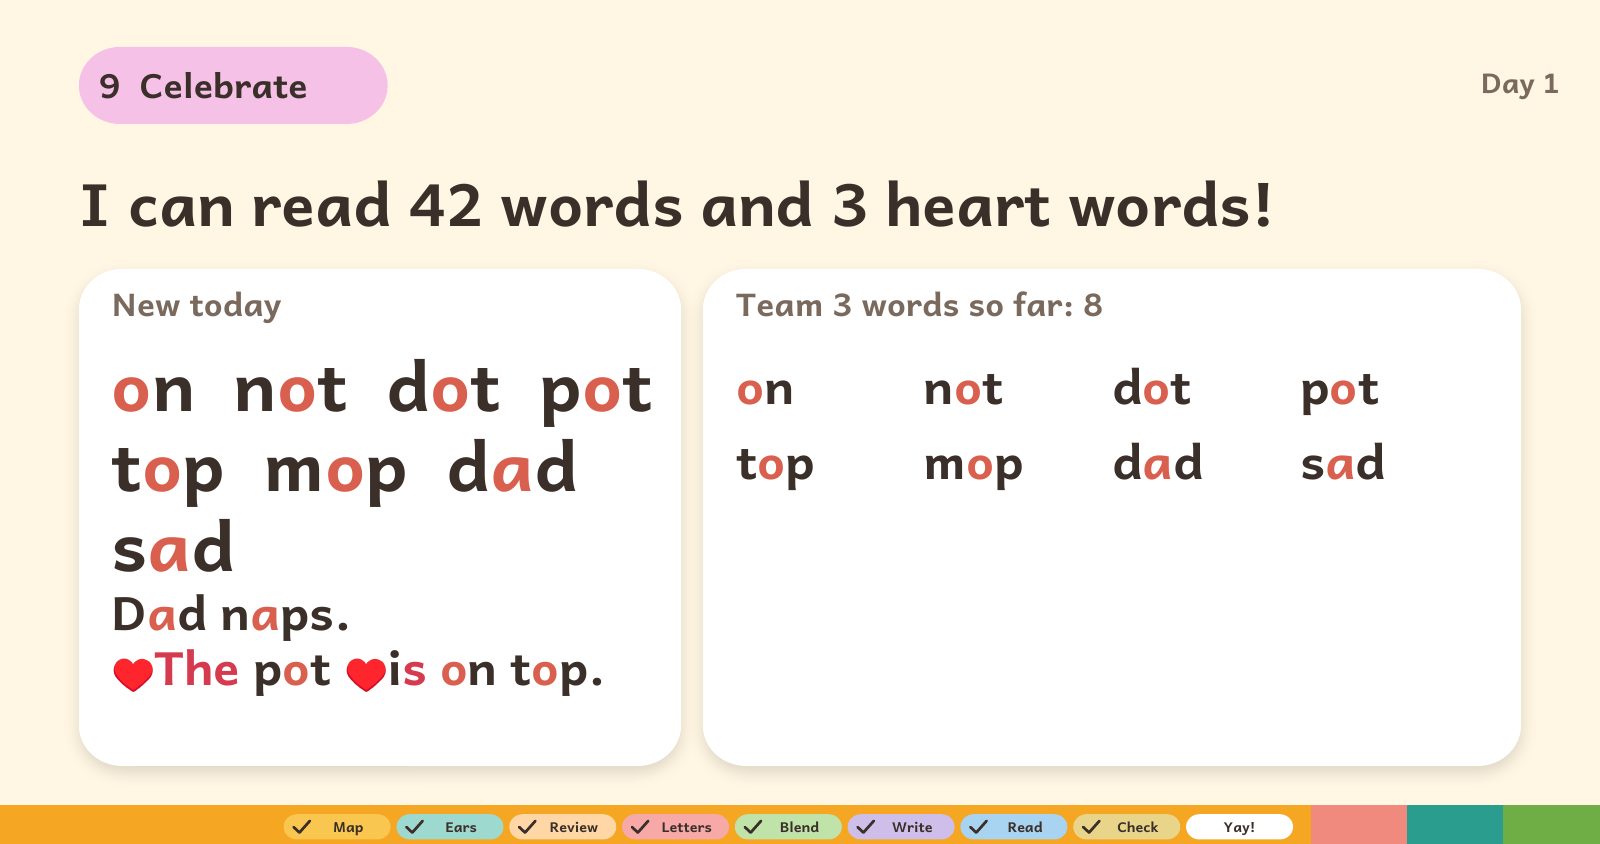 9 Celebrate
Day 1
I can read 42 words and 3 heart words!
New today
on not dot pot
top mop dad
sad
Dad naps.
❤The pot ❤is on top.
Team 3 words so far: 8
on not dot pot
top mop dad sad
Map Ears Review Letters Blend Write Read Check Yay!